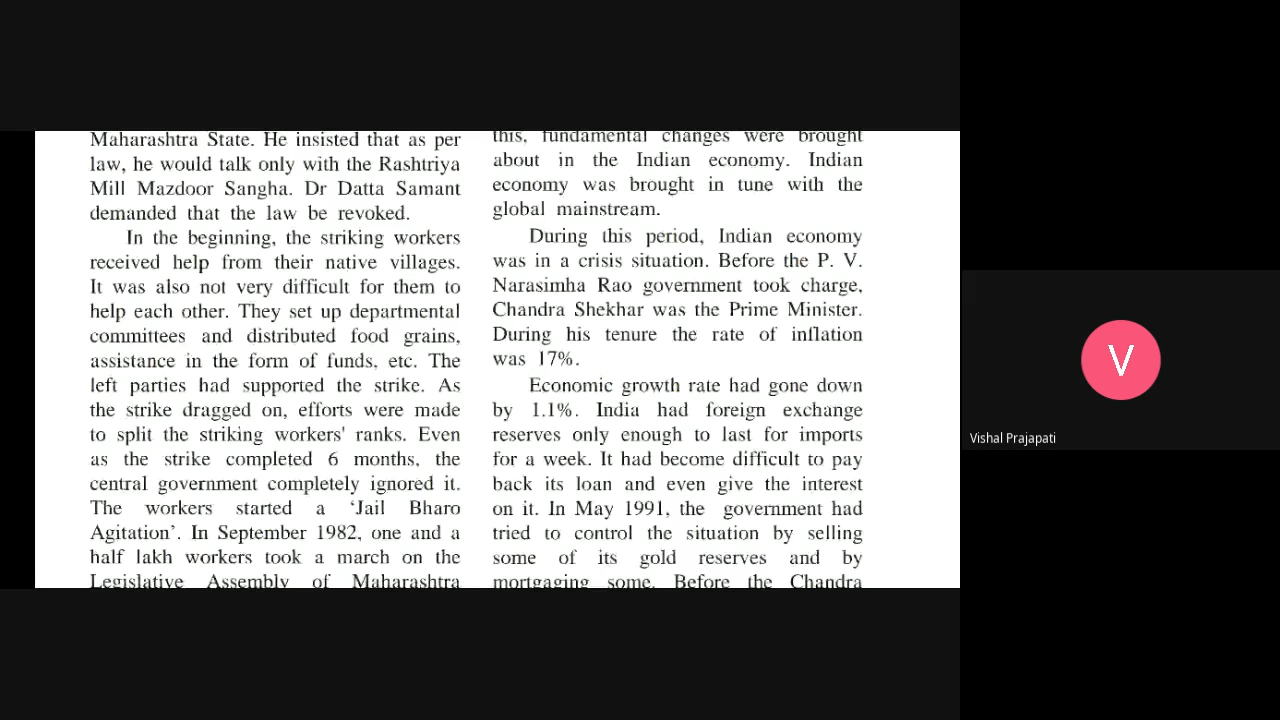 Maharashtra State. He insisted that as per
law, he would talk only with the Rashtriya
Mill Mazdoor Sangha. Dr Datta Samant
demanded that the law be revoked.
In the beginning, the striking workers
received help from their native villages.
It was also not very difficult for them to
help each other. They set up departmental
committees and distributed food grains,
assistance in the form of funds, etc. The
left parties had supported the strike. As
the strike dragged on, efforts were made
to split the striking workers' ranks. Even
as the strike completed 6 months, the
central government completely ignored it.
The workers started a ‘Jail Bharo
Agitation’. In September 1982, one and a
half lakh workers took a march on the
Legislative Assembly of Maharashtra
this, fundamental changes were brought
about in the Indian economy. Indian
economy was brought in tune with the
global mainstream.
During this period, Indian economy
was in a crisis situation. Before the P. V.
Narasimha Rao government took charge,
Chandra Shekhar was the Prime Minister.
During his tenure the rate of inflation
was 17%.
Economic growth rate had gone down
by 1.1%. India had foreign exchange
reserves only enough to last for imports
for a week. It had become difficult to pay
back its loan and even give the interest
on it. In May 1991, the government had
tried to control the situation by selling
some of its gold reserves and by
mortgaging some. Before the Chandra
V
Vishal Prajapati